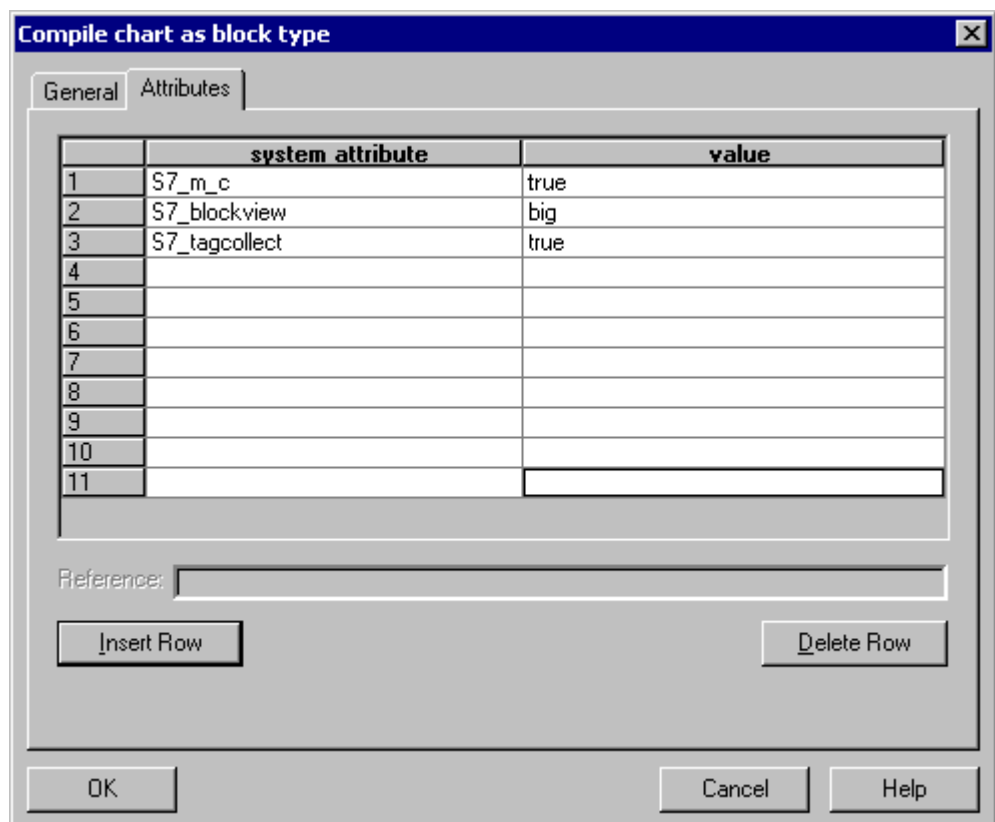 Compile chart as block type
General Attributes
system attribute value
1 S7_m_c true
2 S7_blockview big
3 S7_tagcollect true
4
5
6
7
8
9
10
11
Reference:
Insert Row Delete Row
OK Cancel Help